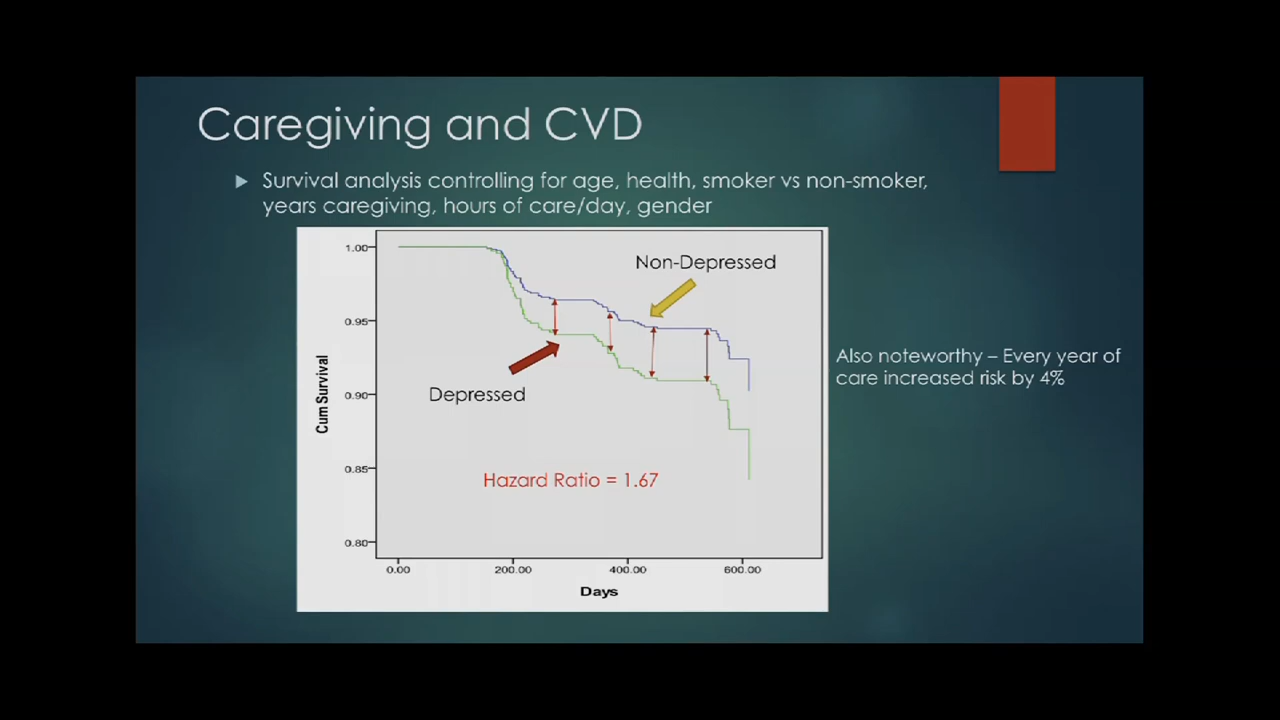 Caregiving and CVD
Survival analysis controlling for age, health, smoker vs non-smoker,
years caregiving, hours of care/day, gender
1.00
0.95
0.90
0.85
0.80
Cum Survival
Non-Depressed
Depressed
Hazard Ratio = 1.67
0.00 200.00 400.00 600.00
Days
Also noteworthy – Every year of
care increased risk by 4%